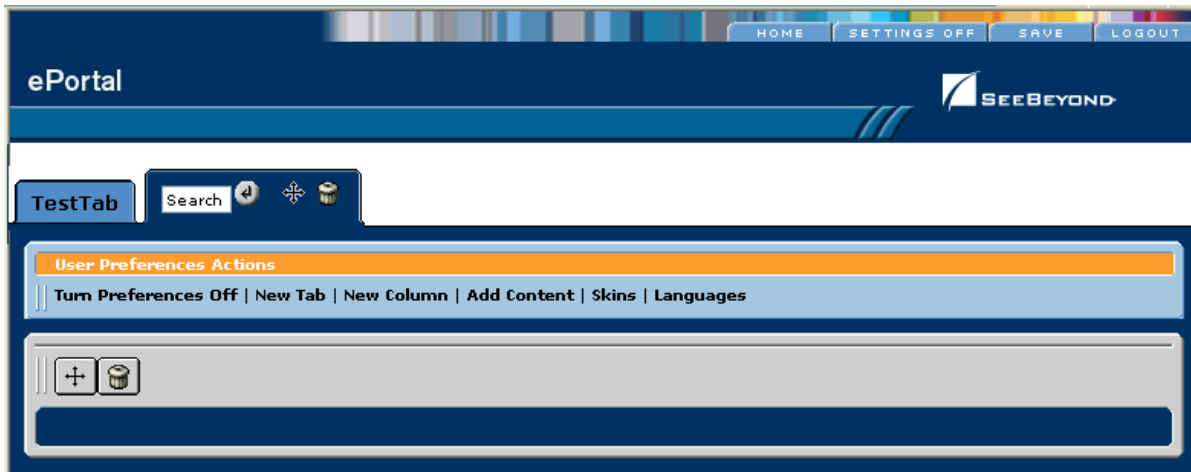 HOME SETTINGS OFF SAVE LOGOUT
ePortal
SEEBEYOND
TestTab Search
User Preferences Actions
Turn Preferences Off | New Tab | New Column | Add Content | Skins | Languages